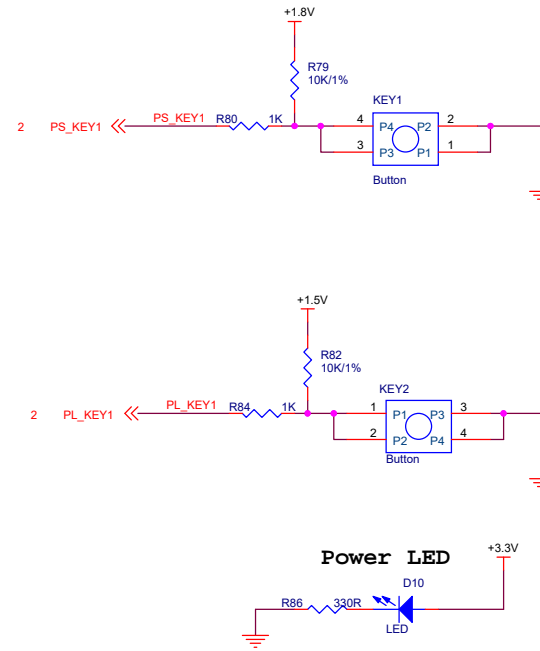 +1.8V
R79
10K/1%
KEY1
2 PS_KEY1 PS_KEY1 R80 1K 4 P4 P2 2
3 P3 P1 1
Button
+1.5V
R82
10K/1%
KEY2
2 PL_KEY1 PL_KEY1 R84 1K 1 P1 P3 3
2 P2 P4 4
Button
Power LED +3.3V
D10
R86 330R
LED